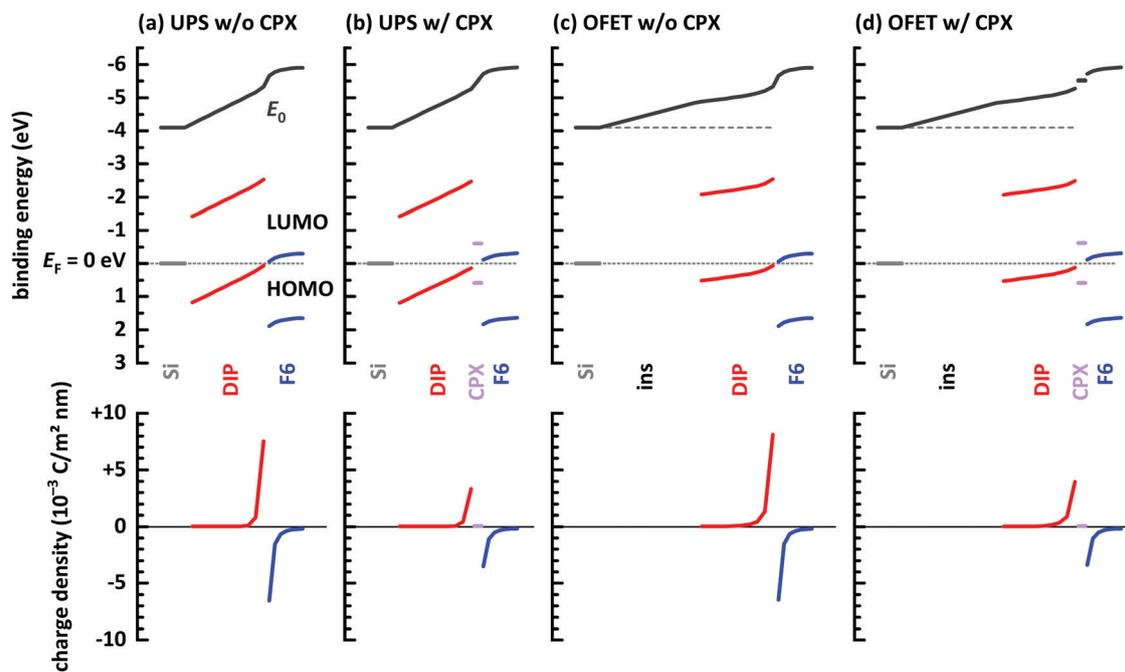 (a) UPS w/o CPX
(b) UPS w/ CPX
(c) OFET w/o CPX
(d) OFET w/ CPX
binding energy (eV)
-6
-5
-4
-3
-2
-1
E_F = 0 eV
1
2
3
E_0
LUMO
HOMO
Si DIP F6
Si DIP CPX F6
Si ins DIP F6
Si ins DIP CPX F6
charge density (10⁻³ C/m² nm)
+10
+5
0
-5
-10